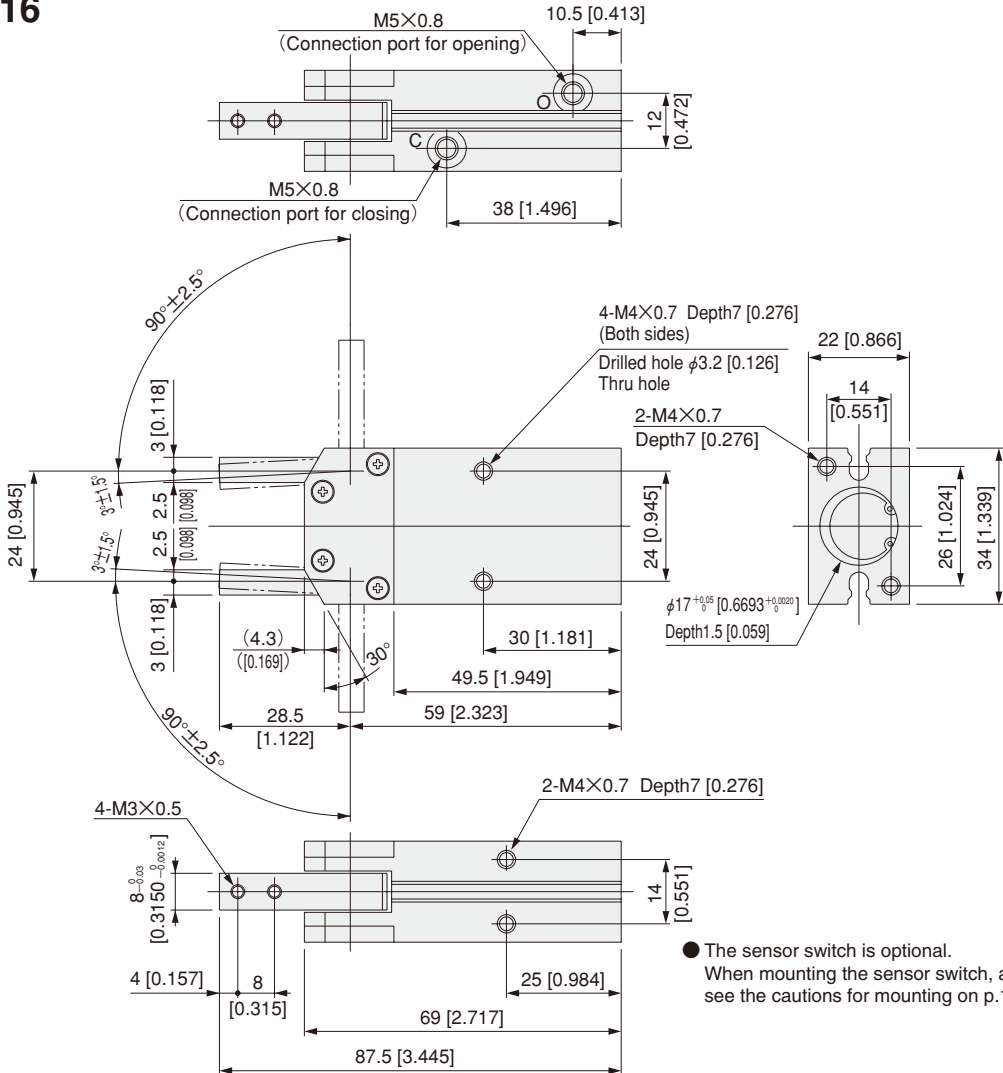 16
M5×0.8
(Connection port for opening)
10.5 [0.413]
O
12
[0.472]
C
M5×0.8
(Connection port for closing)
38 [1.496]
90°±2.5°
4-M4×0.7 Depth7 [0.276]
(Both sides)
Drilled hole φ3.2 [0.126]
Thru hole
22 [0.866]
14
[0.551]
2-M4×0.7
Depth7 [0.276]
3 [0.118]
24 [0.945]
3°±1.5°
2.5
[0.098]
3°±1.5°
2.5
[0.098]
3 [0.118]
24 [0.945]
26 [1.024]
34 [1.339]
φ17 +0.05 0 [0.6693 +0.0020 0]
Depth1.5 [0.059]
(4.3)
([0.169])
30°
30 [1.181]
49.5 [1.949]
28.5
[1.122]
59 [2.323]
90°±2.5°
4-M3×0.5
2-M4×0.7 Depth7 [0.276]
8 0 -0.03
[0.3150 0 -0.0012]
14
[0.551]
4 [0.157]
8
[0.315]
25 [0.984]
69 [2.717]
87.5 [3.445]
● The sensor switch is optional.
When mounting the sensor switch, a
see the cautions for mounting on p.1